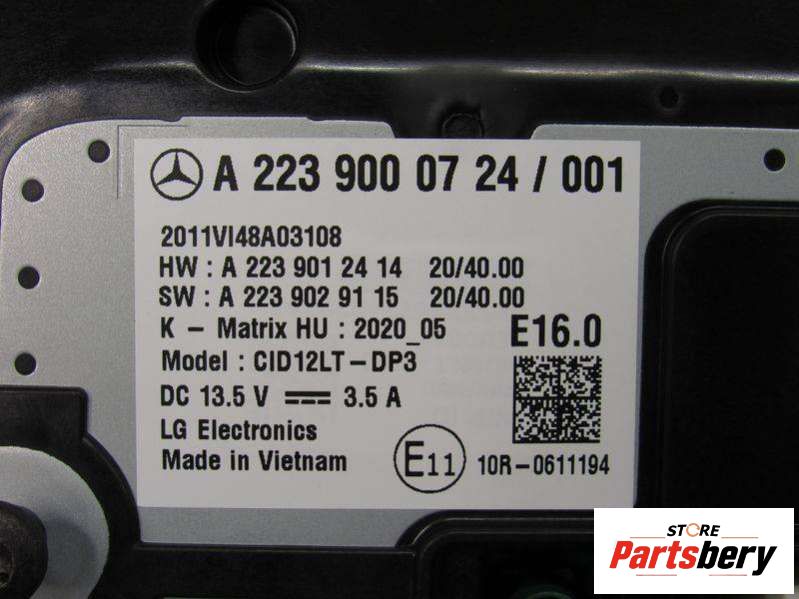 A 223 900 07 24 / 001
2011VI48A03108
HW : A 223 901 24 14 20/40.00
SW : A 223 902 91 15 20/40.00
K - Matrix HU : 2020_05 E16.0
Model : CID12LT-DP3
DC 13.5 V 3.5 A
LG Electronics
Made in Vietnam E11 10R-0611194
STORE
Partsbery